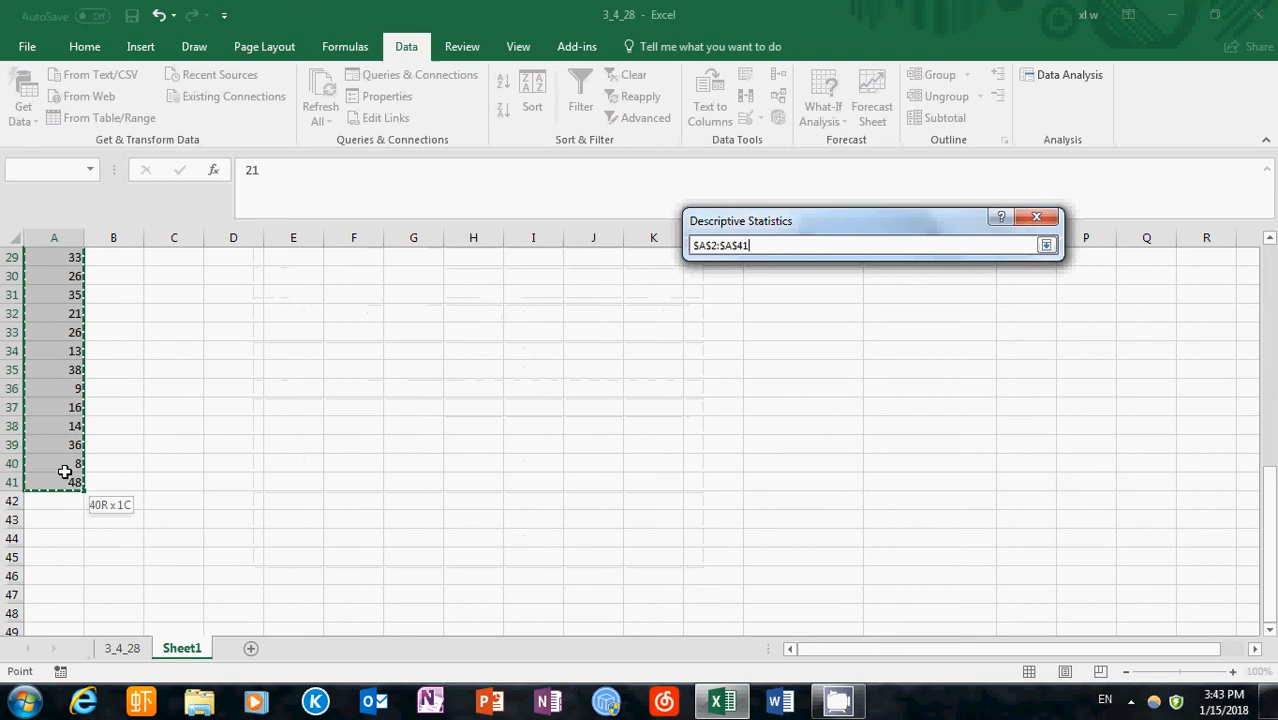 AutoSave Off
3_4_28 - Excel
xl w
File Home Insert Draw Page Layout Formulas Data Review View Add-ins Tell me what you want to do
Share
Get Data
From Text/CSV
From Web
From Table/Range
Recent Sources
Existing Connections
Get & Transform Data
Refresh All
Queries & Connections
Properties
Edit Links
Queries & Connections
Sort
Filter
Clear
Reapply
Advanced
Sort & Filter
Text to Columns
Data Tools
What-If Analysis
Forecast Sheet
Forecast
Group
Ungroup
Subtotal
Outline
Data Analysis
Analysis
fx 21
Descriptive Statistics
?
$A$2:$A$41
A B C D E F G H I J K P Q R
29 33
30 26
31 35
32 21
33 26
34 13
35 38
36 9
37 16
38 14
39 36
40 8
41 48
42
40R x 1C
43
44
45
46
47
48
49
3_4_28 Sheet1
Point
100%
EN
3:43 PM
1/15/2018